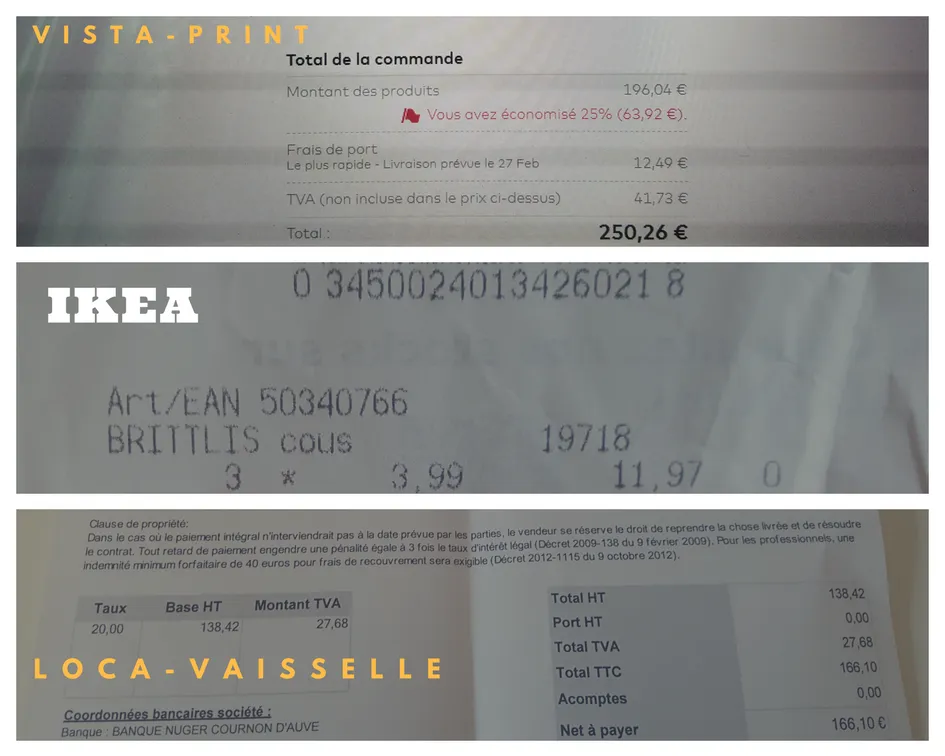 VISTA-PRINT
Total de la commande
Montant des produits 196,04 €
Vous avez économisé 25% (63,92 €).
Frais de port
Le plus rapide - Livraison prévue le 27 Feb 12,49 €
TVA (non incluse dans le prix ci-dessus) 41,73 €
Total : 250,26 €
IKEA
0 3450024013426021 8
Art/EAN 50340766
BRITTLIS cous 19718
3 * 3,99 11,97 0
Clause de propriété:
Dans le cas où le paiement intégral n'interviendrait pas à la date prévue par les parties, le vendeur se réserve le droit de reprendre la chose livrée et de résoudre
le contrat. Tout retard de paiement engendre une pénalité égale à 3 fois le taux d'intérêt légal (Décret 2009-138 du 9 février 2009). Pour les professionnels, une
indemnité minimum forfaitaire de 40 euros pour frais de recouvrement sera exigible (Décret 2012-1115 du 9 octobre 2012).
Taux Base HT Montant TVA
20,00 138,42 27,68
Total HT 138,42
Port HT 0,00
Total TVA 27,68
Total TTC 166,10
Acomptes 0,00
Net à payer 166,10 €
LOCA-VAISSELLE
Coordonnées bancaires société :
Banque : BANQUE NUGER COURNON D'AUVE